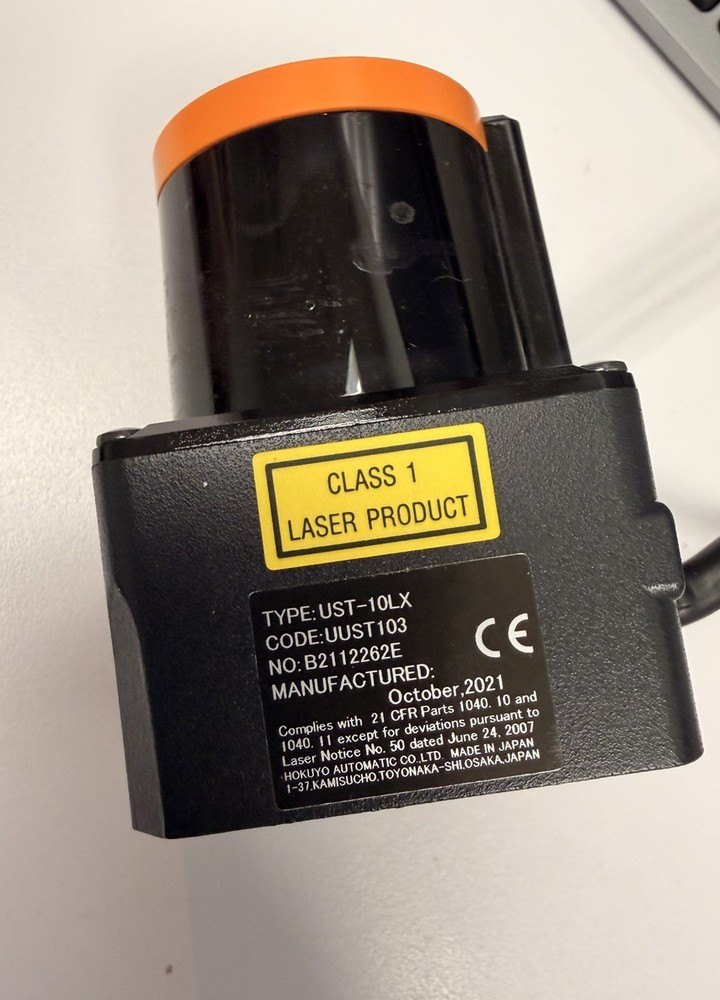 CLASS 1
LASER PRODUCT
TYPE:UST-10LX
CODE:UUST103
NO:B2112262E
CE
MANUFACTURED:
October,2021
Complies with 21 CFR Parts 1040. 10 and
1040. 11 except for deviations pursuant to
Laser Notice No. 50 dated June 24, 2007
HOKUYO AUTOMATIC CO.LTD. MADE IN JAPAN
1-37,KAMISUCHO,TOYONAKA-SHI,OSAKA,JAPAN